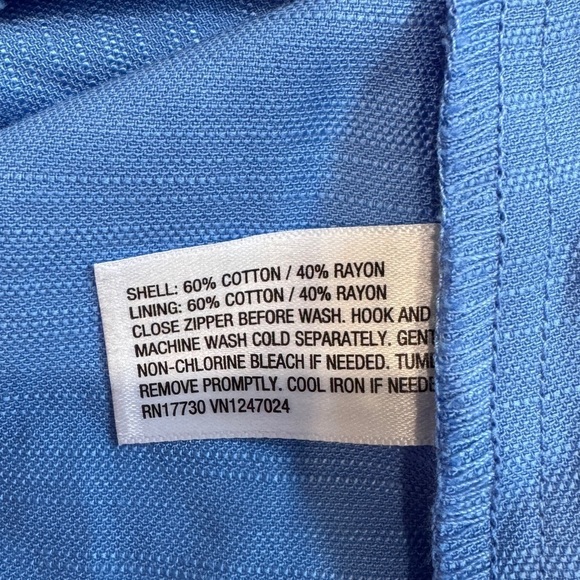 SHELL: 60% COTTON / 40% RAYON
LINING: 60% COTTON / 40% RAYON
CLOSE ZIPPER BEFORE WASH. HOOK AND
MACHINE WASH COLD SEPARATELY. GENT
NON-CHLORINE BLEACH IF NEEDED. TUM
REMOVE PROMPTLY. COOL IRON IF NEEDE
RN17730 VN1247024